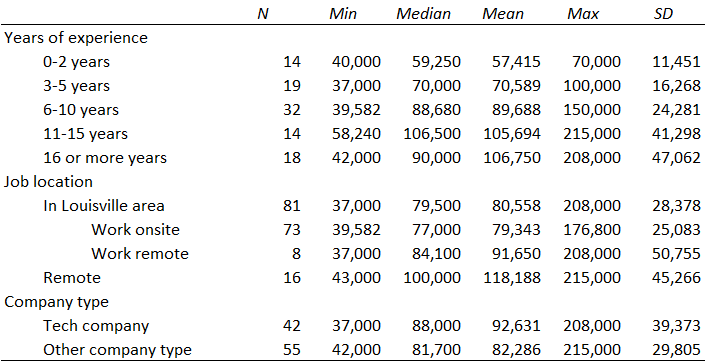 N Min Median Mean Max SD
Years of experience
0-2 years 14 40,000 59,250 57,415 70,000 11,451
3-5 years 19 37,000 70,000 70,589 100,000 16,268
6-10 years 32 39,582 88,680 89,688 150,000 24,281
11-15 years 14 58,240 106,500 105,694 215,000 41,298
16 or more years 18 42,000 90,000 106,750 208,000 47,062
Job location
In Louisville area 81 37,000 79,500 80,558 208,000 28,378
Work onsite 73 39,582 77,000 79,343 176,800 25,083
Work remote 8 37,000 84,100 91,650 208,000 50,755
Remote 16 43,000 100,000 118,188 215,000 45,266
Company type
Tech company 42 37,000 88,000 92,631 208,000 39,373
Other company type 55 42,000 81,700 82,286 215,000 29,805